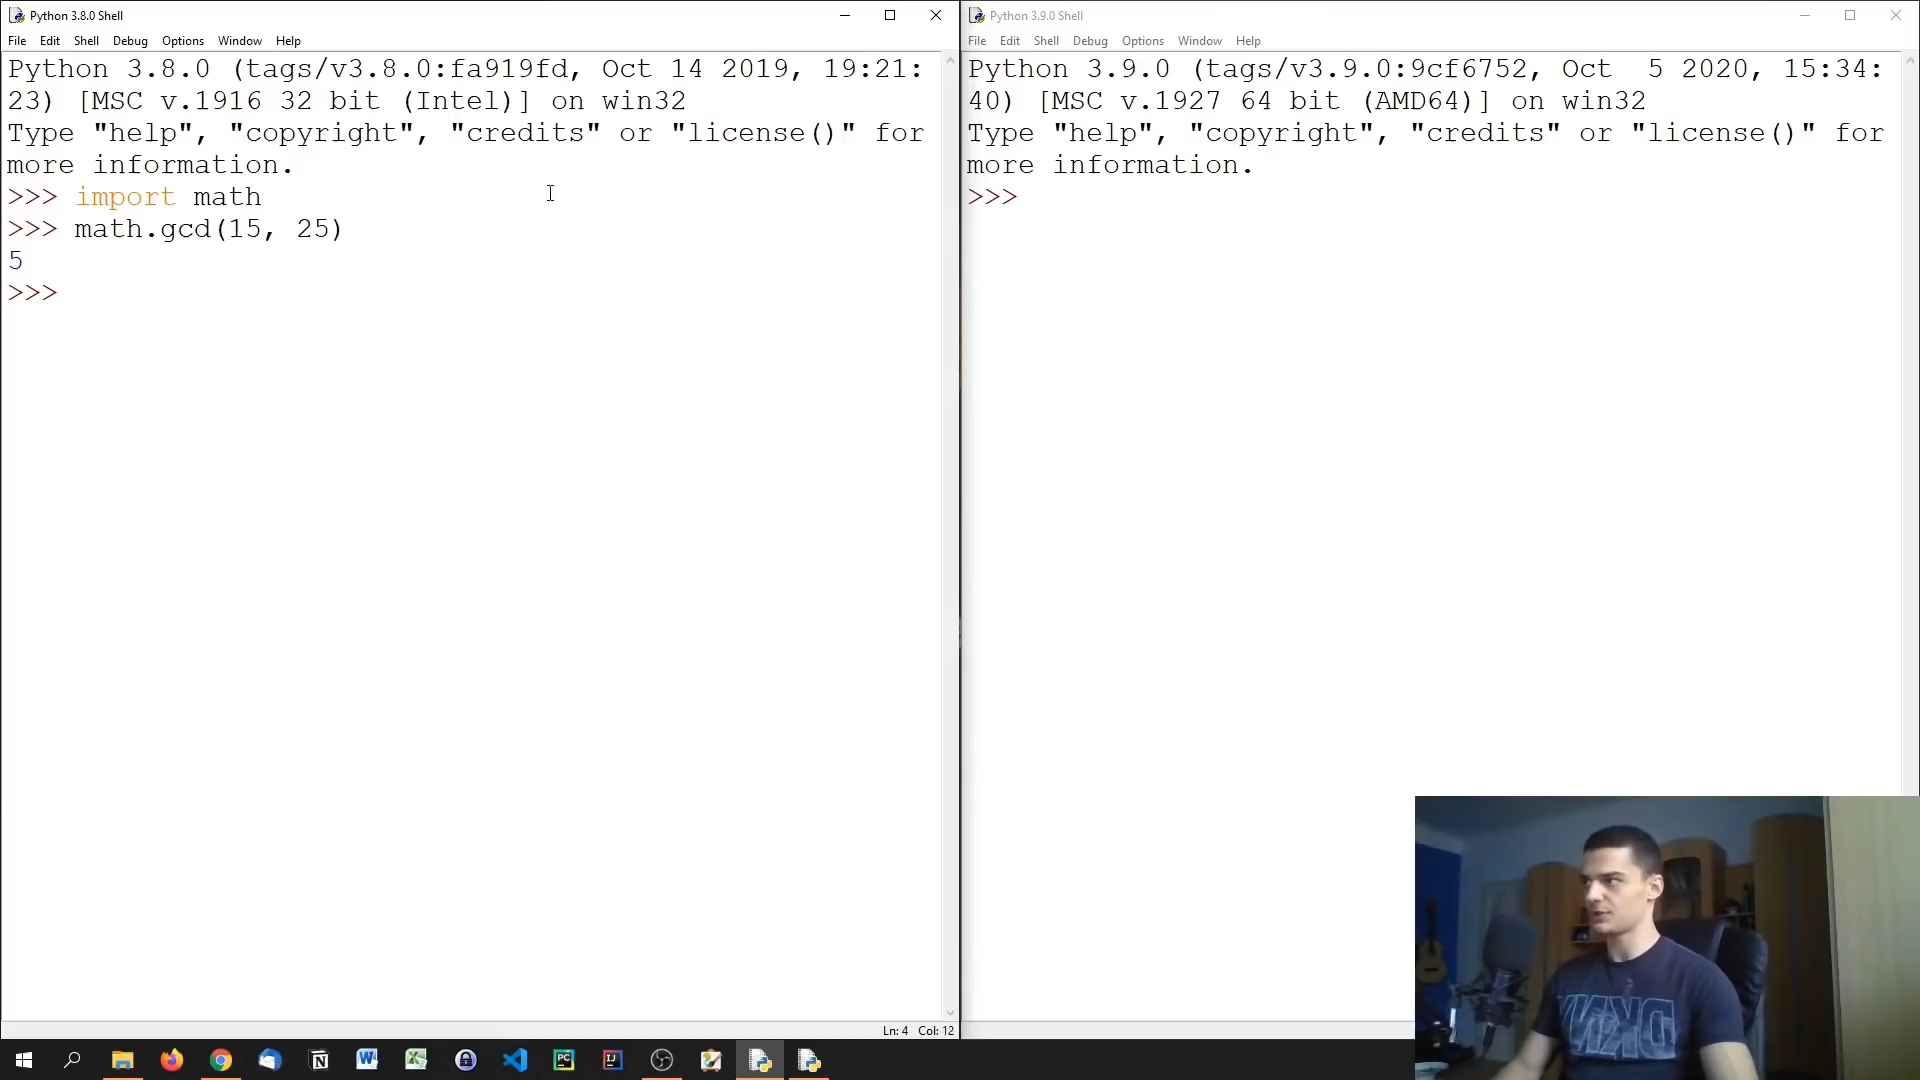 Python 3.8.0 Shell
File Edit Shell Debug Options Window Help
Python 3.8.0 (tags/v3.8.0:fa919fd, Oct 14 2019, 19:21:
23) [MSC v.1916 32 bit (Intel)] on win32
Type "help", "copyright", "credits" or "license()" for
more information.
>>> import math
>>> math.gcd(15, 25)
5
>>>
Ln: 4 Col: 12
Python 3.9.0 Shell
File Edit Shell Debug Options Window Help
Python 3.9.0 (tags/v3.9.0:9cf6752, Oct  5 2020, 15:34:
40) [MSC v.1927 64 bit (AMD64)] on win32
Type "help", "copyright", "credits" or "license()" for
more information.
>>>
DKNY